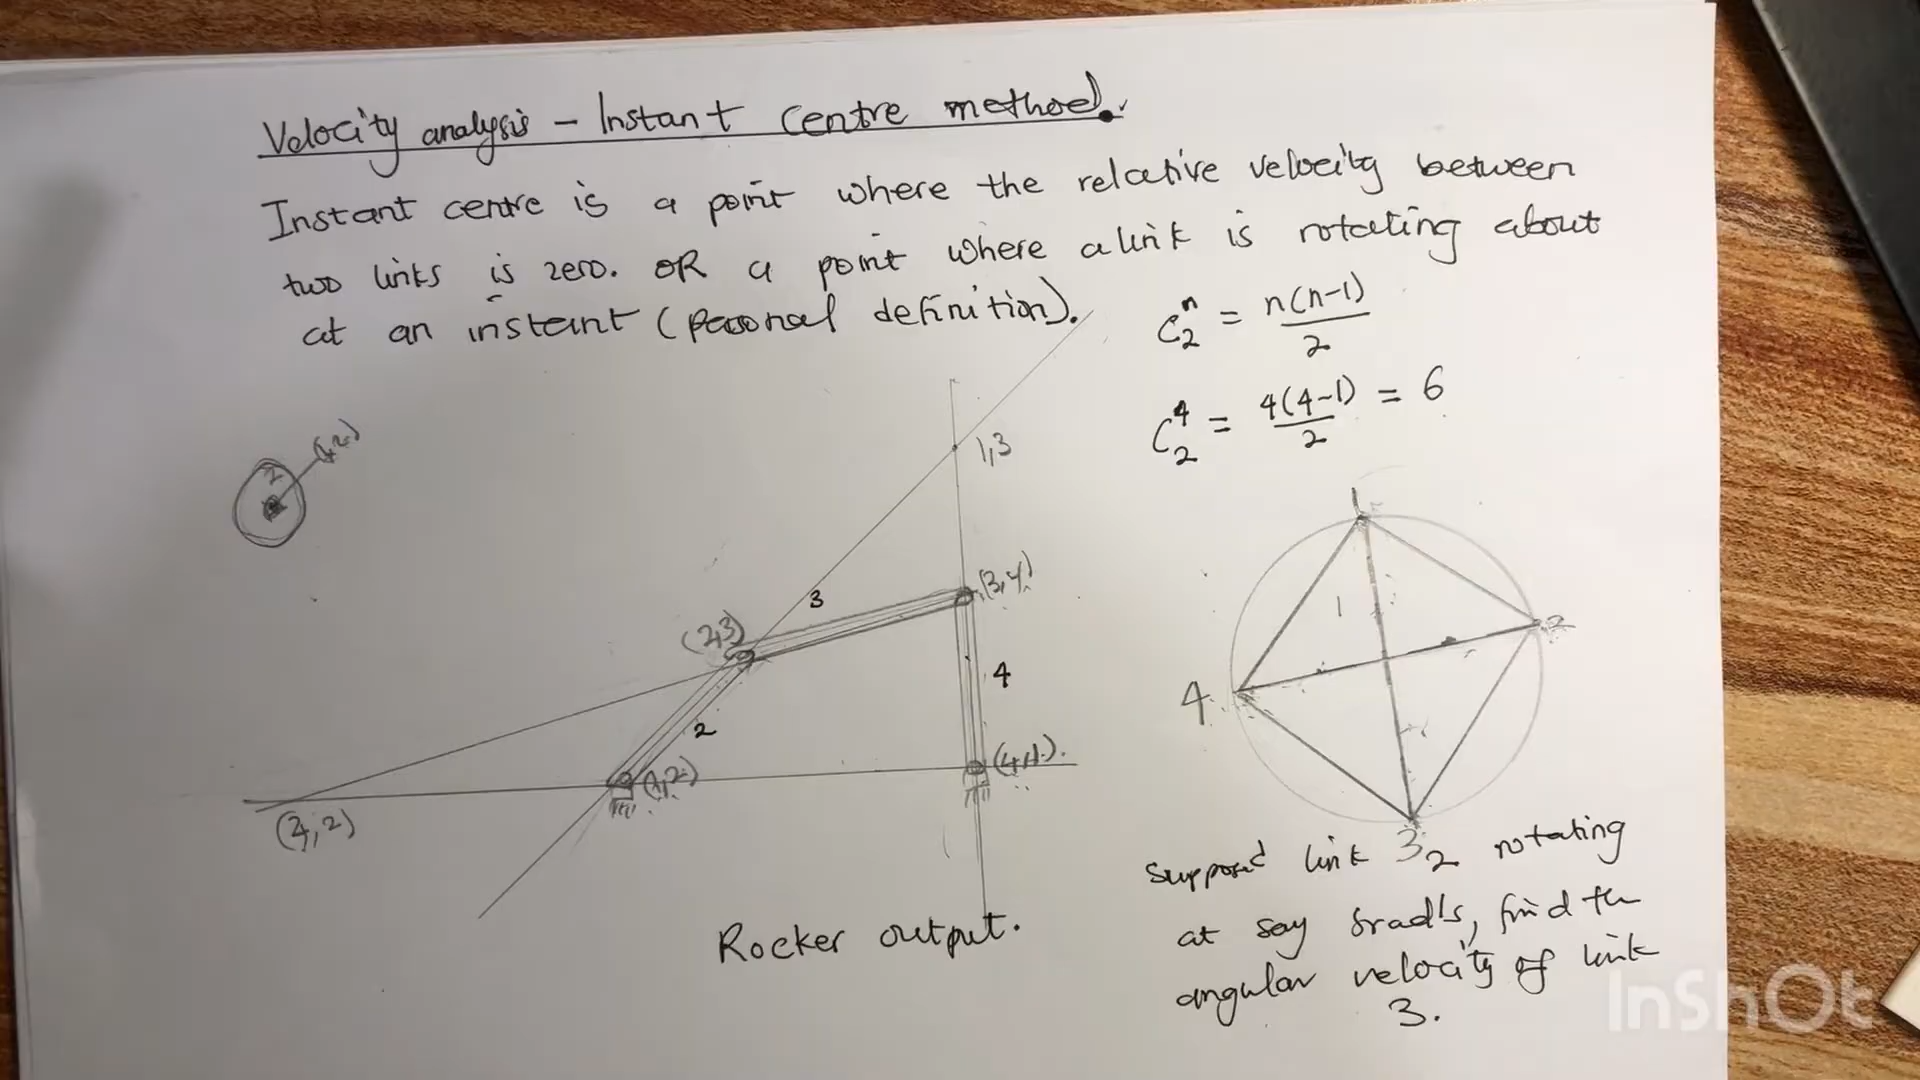 Velocity analysis - Instant centre method.
Instant centre is a point where the relative velocity between
two links is zero. OR a point where a link is rotating about
at an instant (personal definition).
C^n_2 = n(n-1)/2
C^4_2 = 4(4-1)/2 = 6
2
1,3
3
(3,4)
(2,3)
4
2
(1,2)
(4,1).
(4,2)
Rocker output.
1
2
1
4
3
link 2 rotating
at say rad/s, find the
angular velocity of link
3.
InShOt